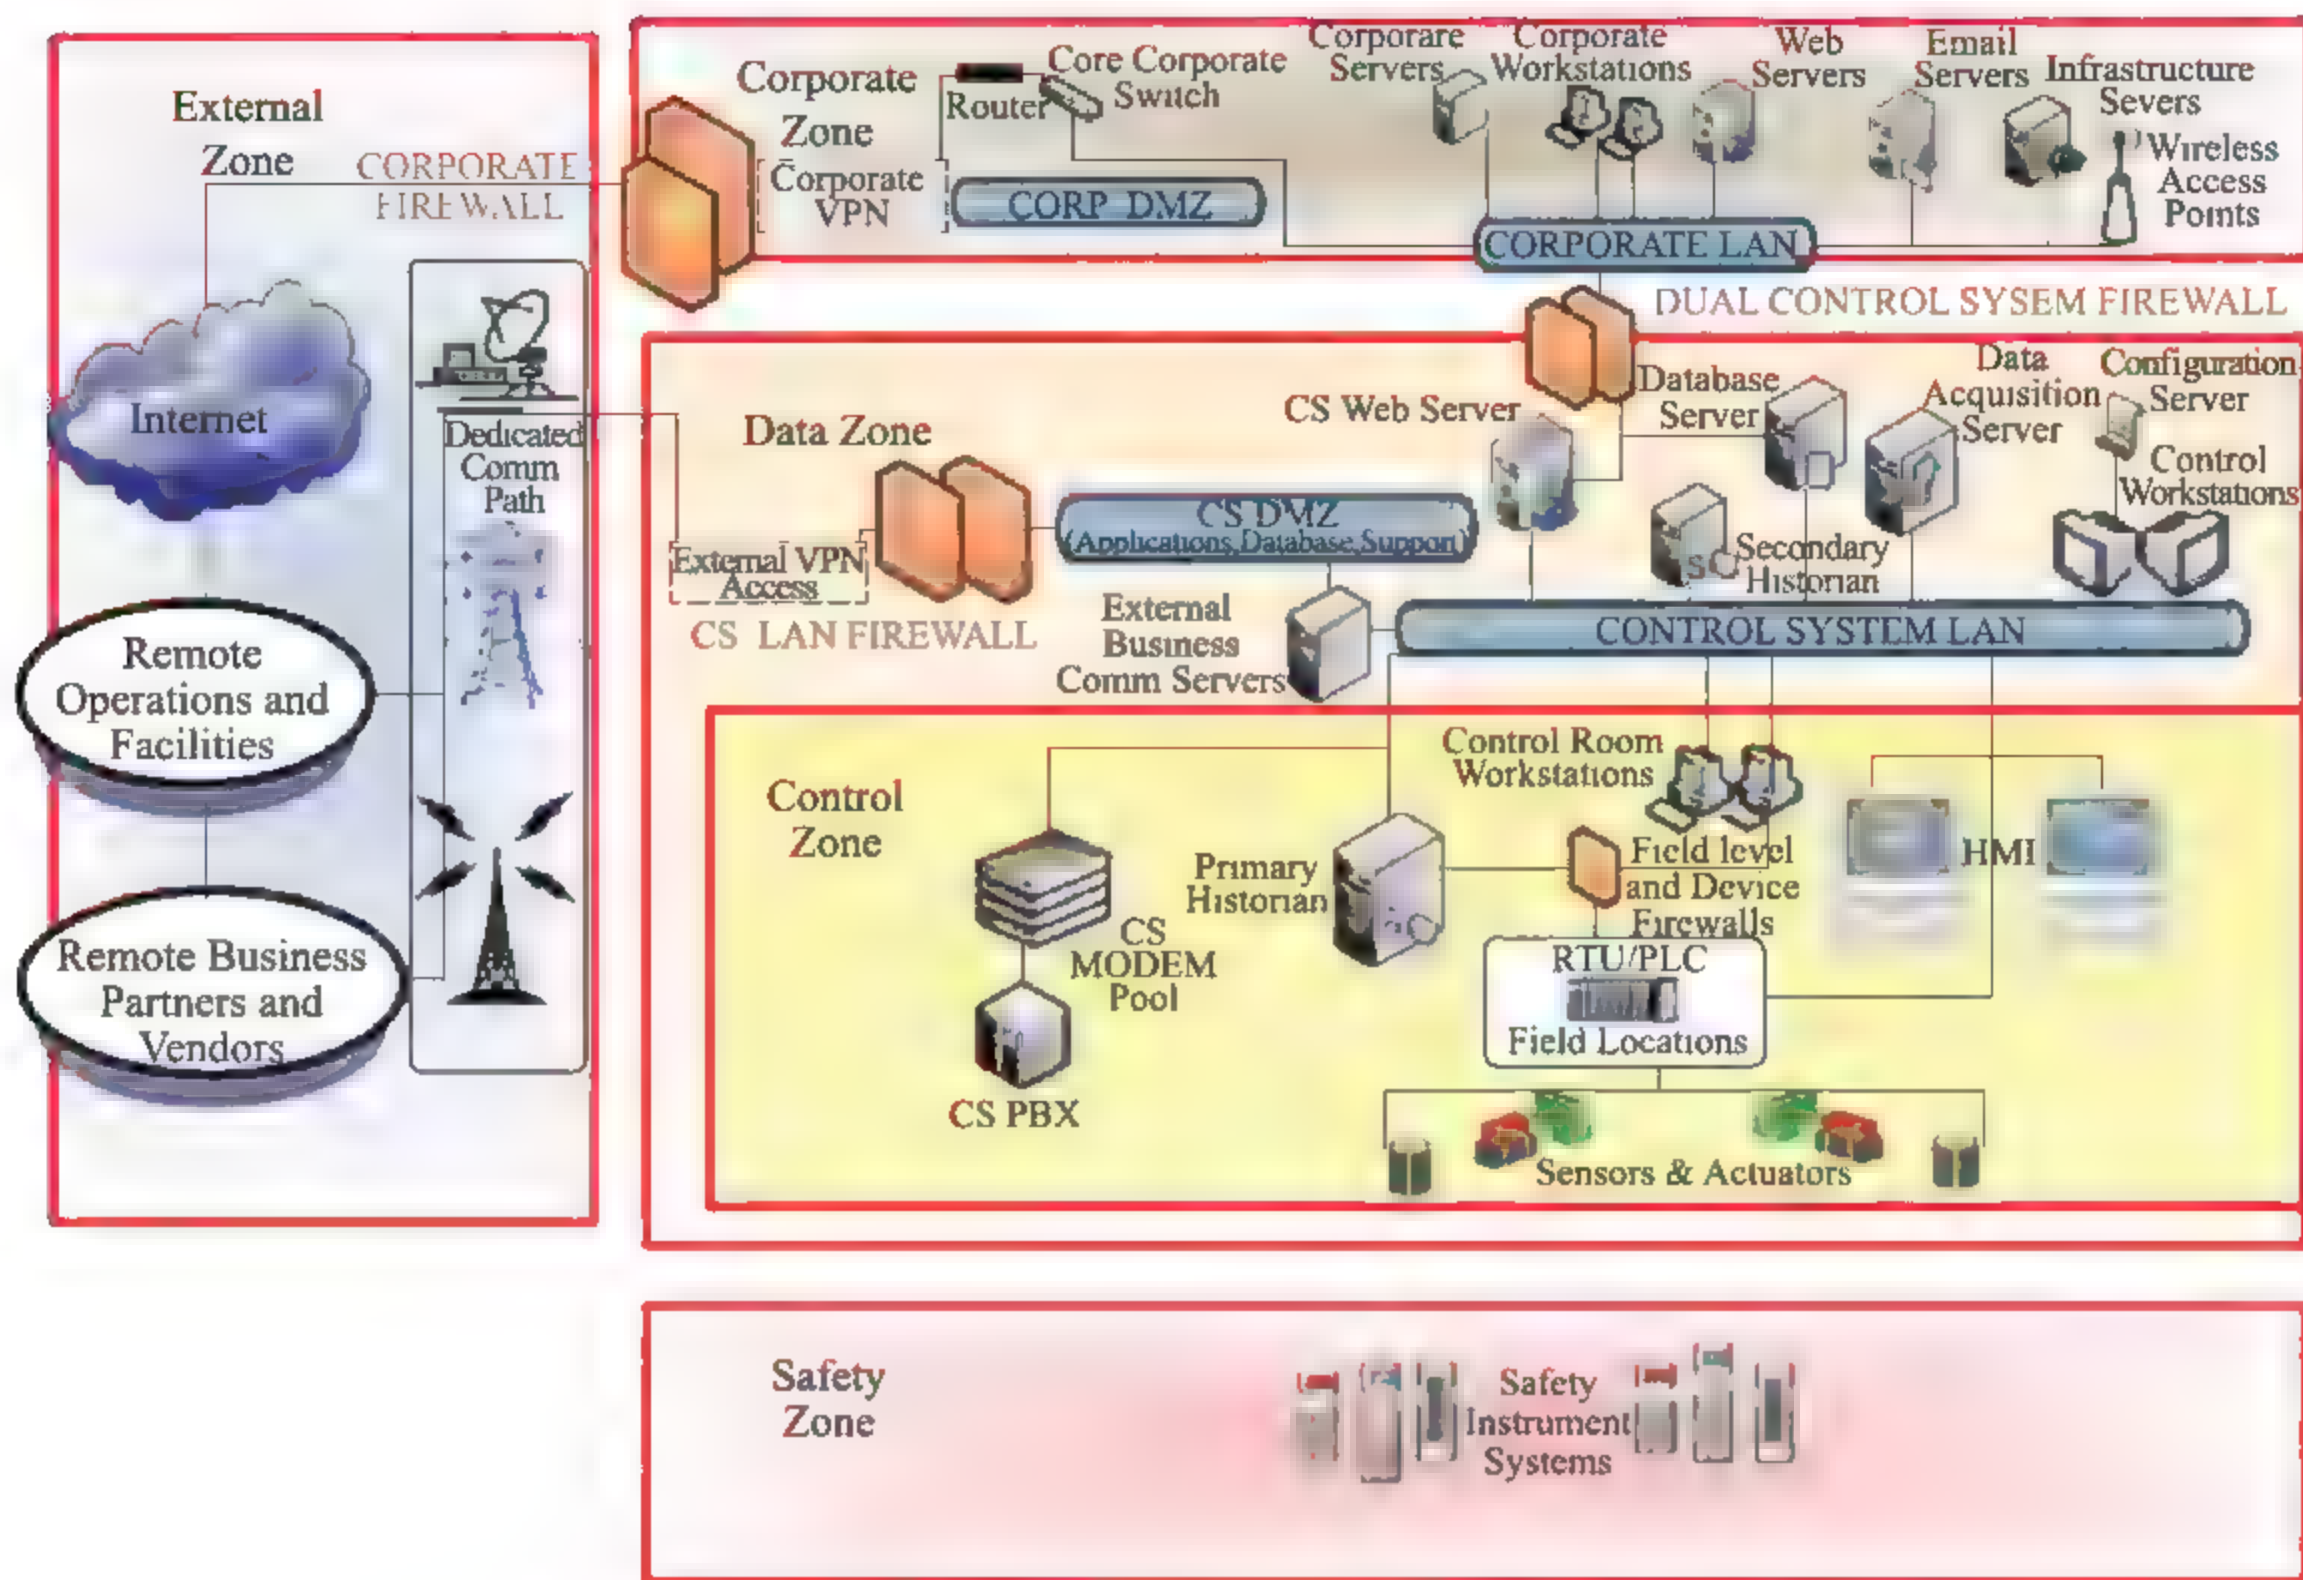 External
Zone
CORPORATE
FIREWALL
Internet
Dedicated
Comm
Path
Remote
Operations and
Facilities
Remote Business
Partners and
Vendors
Corporate
Zone
Corporate
VPN
Router
Core Corporate
Switch
CORP DMZ
Corporare
Servers
Corporate
Workstations
Web
Servers
Email
Servers
Infrastructure
Severs
Wireless
Access
Points
CORPORATE LAN
DUAL CONTROL SYSEM FIREWALL
Data Zone
External VPN
Access
CS LAN FIREWALL
CS DMZ
(Applications,Database,Support)
CS Web Server
Database
Server
Data
Acquisition
Server
Configuration
Server
Control
Workstations
Secondary
Historian
External
Business
Comm Servers
CONTROL SYSTEM LAN
Control
Zone
CS
MODEM
Pool
CS PBX
Primary
Historian
Control Room
Workstations
Field level
and Device
Firewalls
HMI
RTU/PLC
Field Locations
Sensors & Actuators
Safety
Zone
Safety
Instrument
Systems